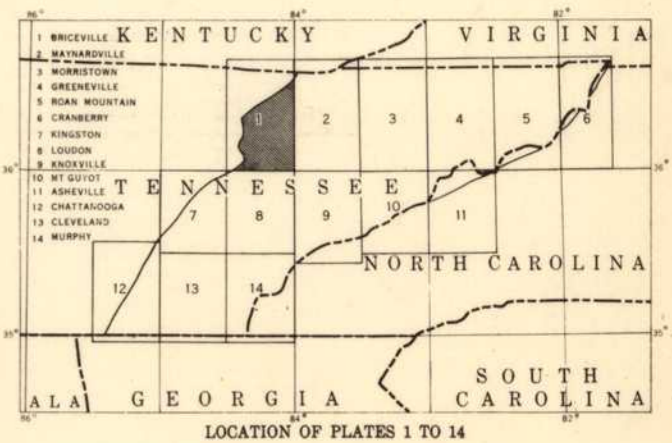 86°
84°
82°
KENTUCKY
VIRGINIA
1 BRICEVILLE
2 MAYNARDVILLE
3 MORRISTOWN
4 GREENEVILLE
5 ROAN MOUNTAIN
6 CRANBERRY
7 KINGSTON
8 LOUDON
9 KNOXVILLE
10 MT GUYOT
11 ASHEVILLE
12 CHATTANOOGA
13 CLEVELAND
14 MURPHY
1
2
3
4
5
6
36°
36°
TENNESSEE
7
8
9
10
11
NORTH CAROLINA
12
13
14
35°
35°
SOUTH
CAROLINA
ALA
GEORGIA
86°
84°
82°
LOCATION OF PLATES 1 TO 14